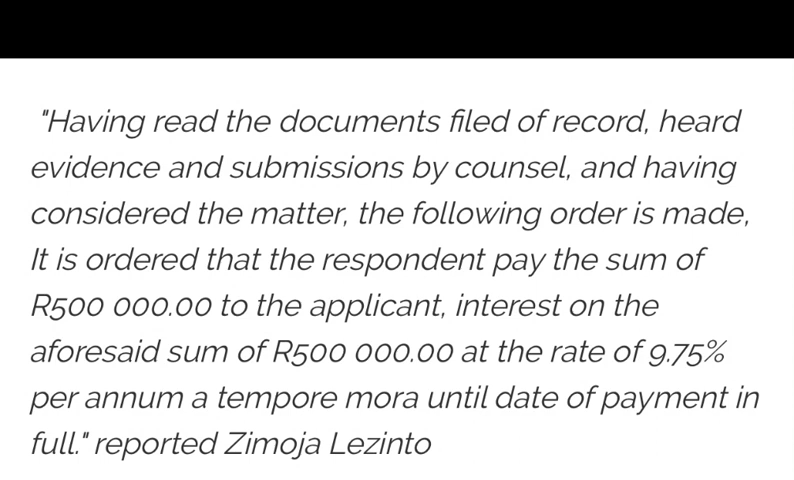 "Having read the documents filed of record, heard
evidence and submissions by counsel, and having
considered the matter, the following order is made,
It is ordered that the respondent pay the sum of
R500 000.00 to the applicant, interest on the
aforesaid sum of R500 000.00 at the rate of 9.75%
per annum a tempore mora until date of payment in
full." reported Zimoja Lezinto